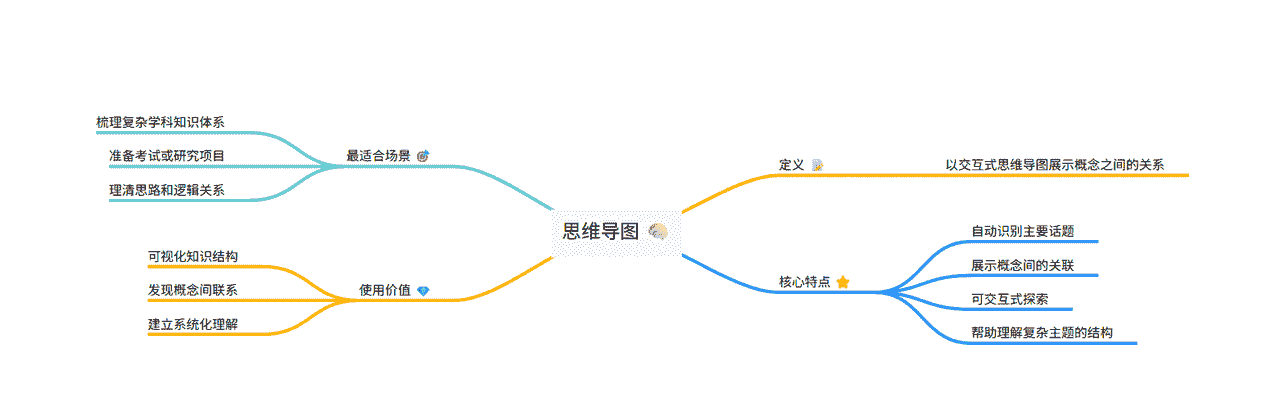 思维导图
定义
以交互式思维导图展示概念之间的关系
核心特点
自动识别主要话题
展示概念间的关联
可交互式探索
帮助理解复杂主题的结构
最适合场景
梳理复杂学科知识体系
准备考试或研究项目
理清思路和逻辑关系
使用价值
可视化知识结构
发现概念间联系
建立系统化理解